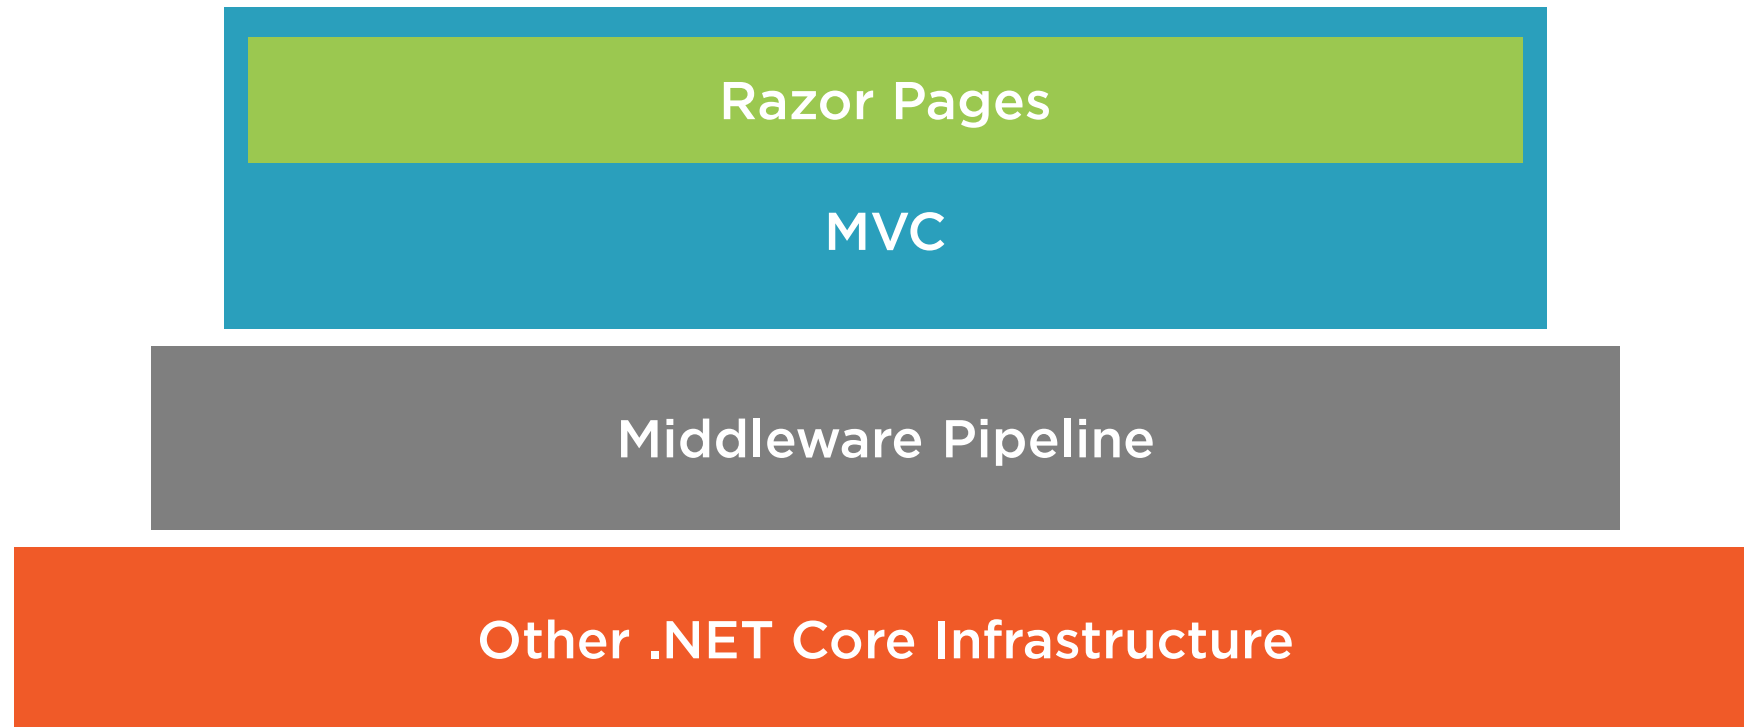 Razor Pages
MVC
Middleware Pipeline
Other .NET Core Infrastructure